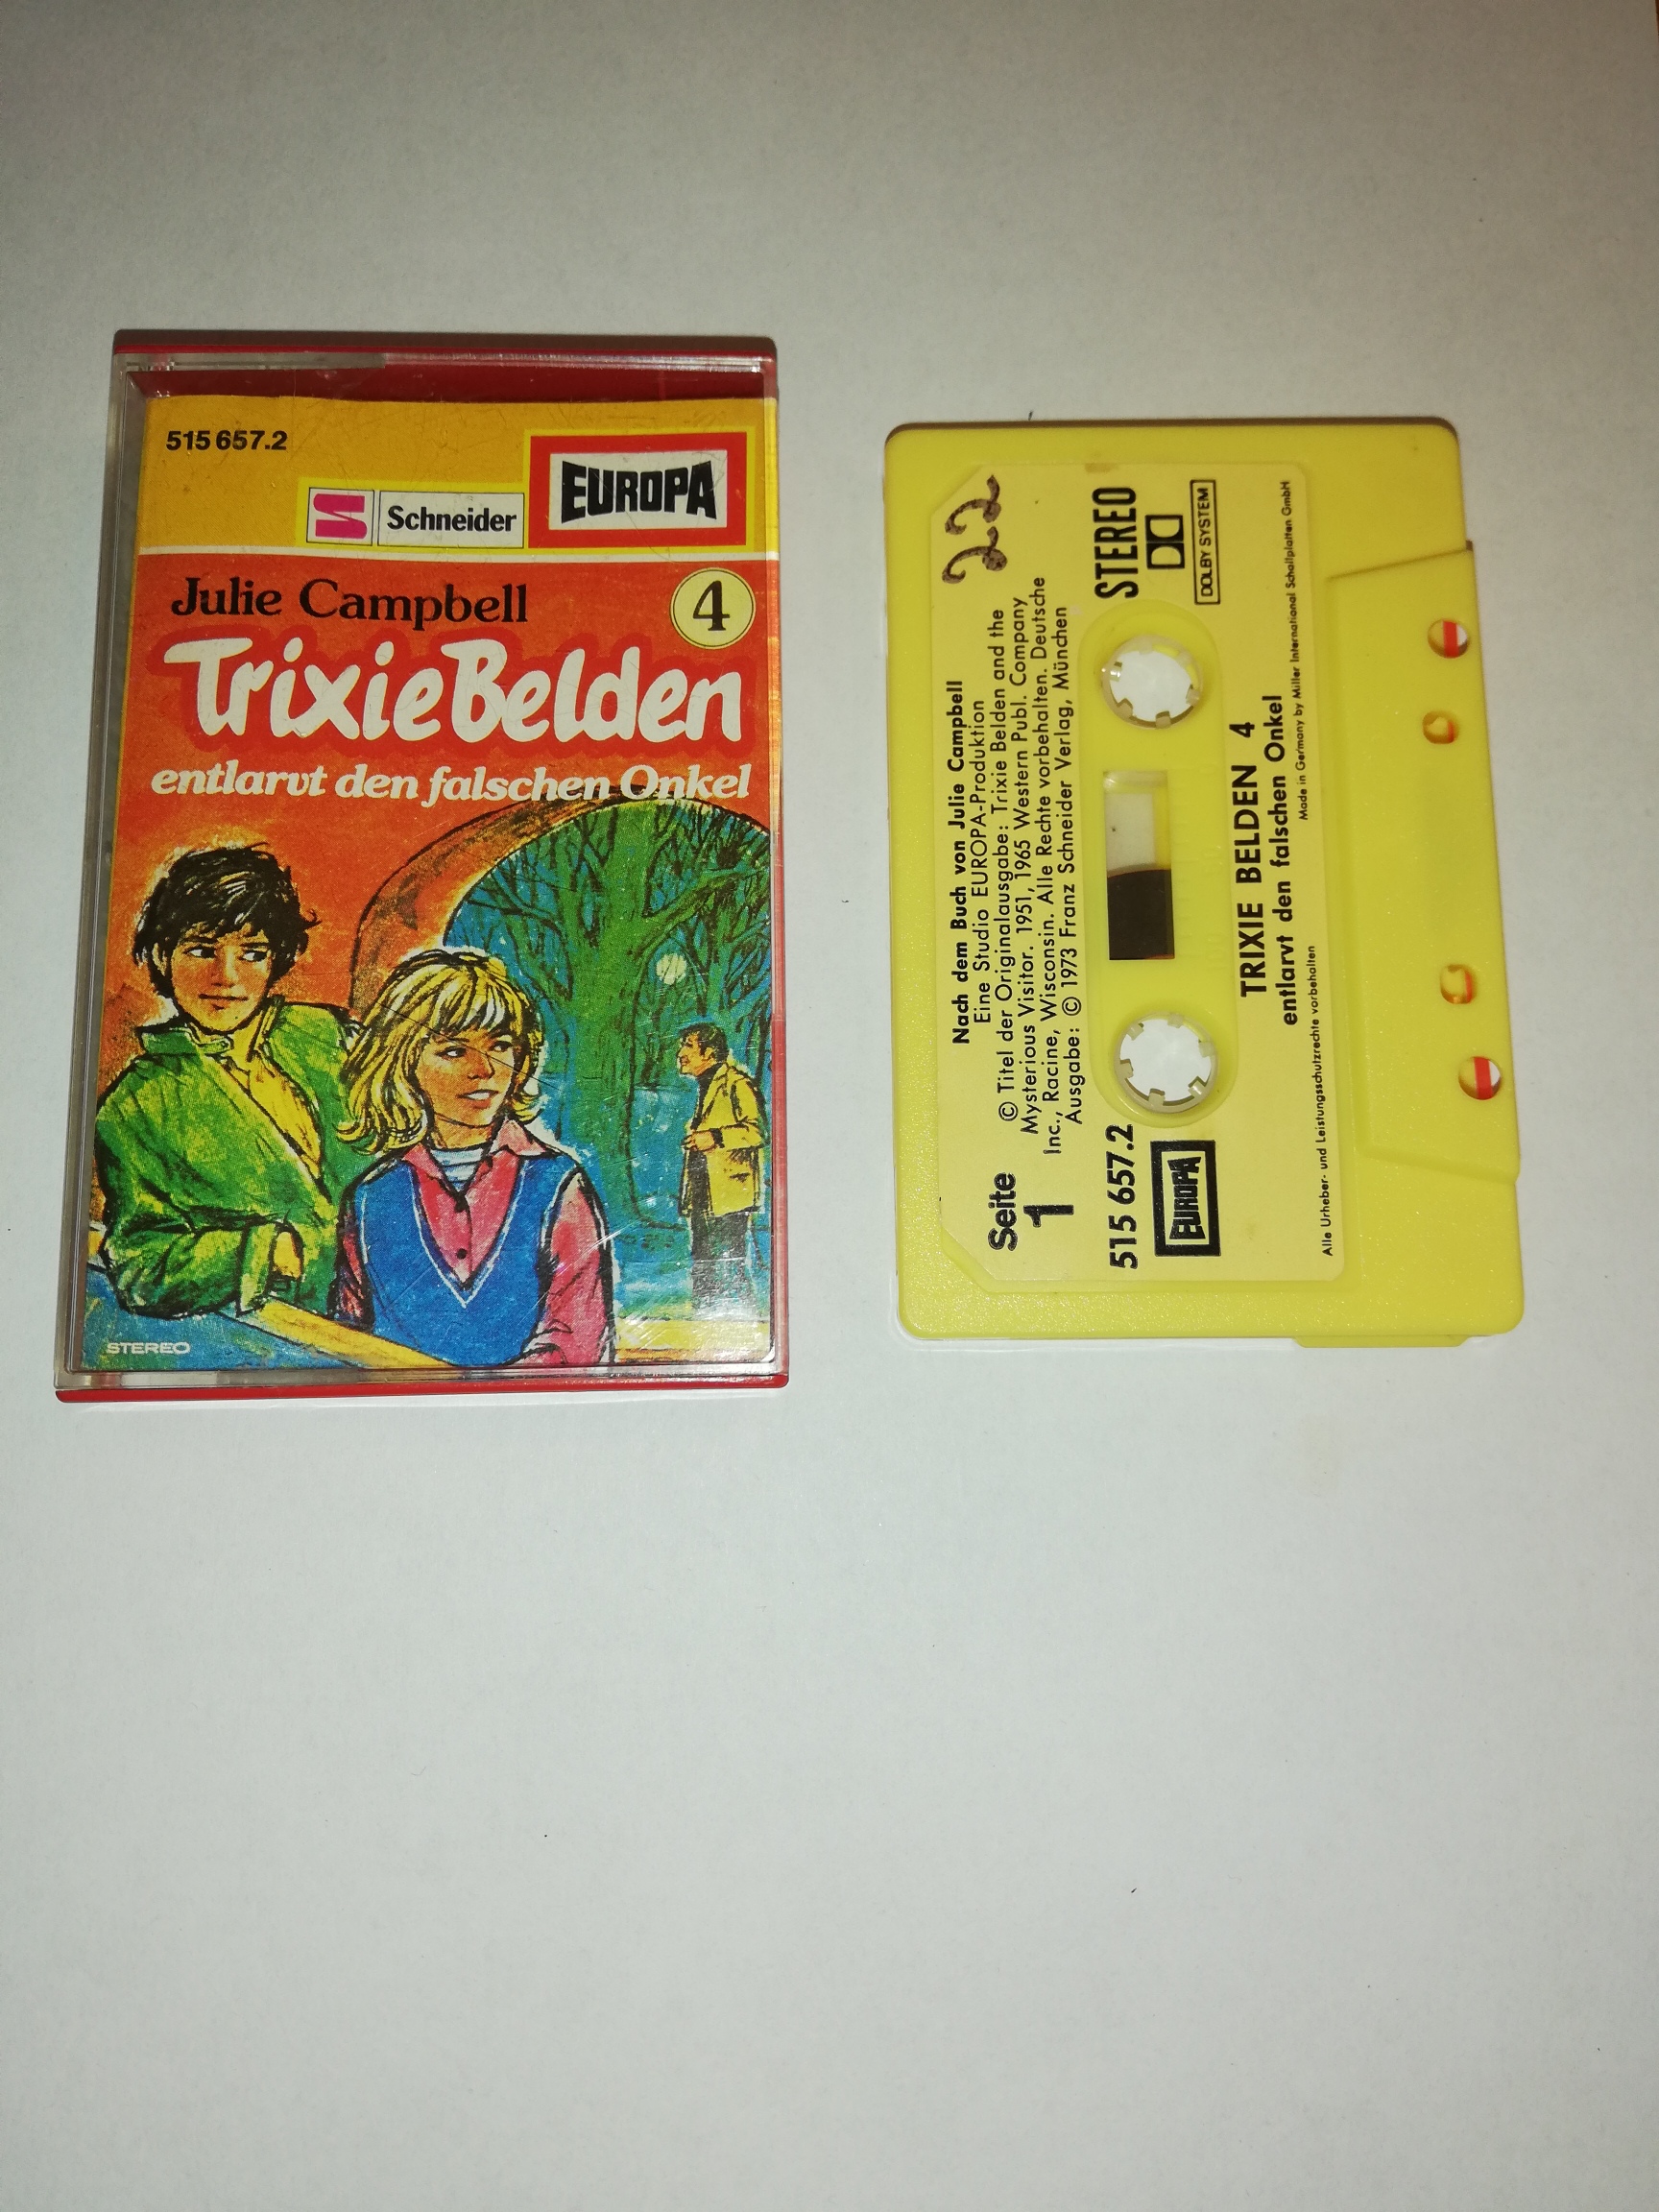 515 657.2
Schneider
EUROPA
Julie Campbell
4
Trixie Belden
entlarvt den falschen Onkel
STEREO
22
Nach dem Buch von Julie Campbell
Eine Studio EUROPA-Produktion
© Titel der Originalausgabe: Trixie Belden and the
Mysterious Visitor. 1951, 1965 Western Publ. Company
Inc., Racine, Wisconsin. Alle Rechte vorbehalten. Deutsche
Ausgabe: © 1973 Franz Schneider Verlag, München
Seite
1
STEREO
DOLBY SYSTEM
515 657.2
EUROPA
TRIXIE BELDEN 4
entlarvt den falschen Onkel
Made in Germany by Miller International Schallplatten GmbH
Alle Urheber- und Leistungsschutzrechte vorbehalten